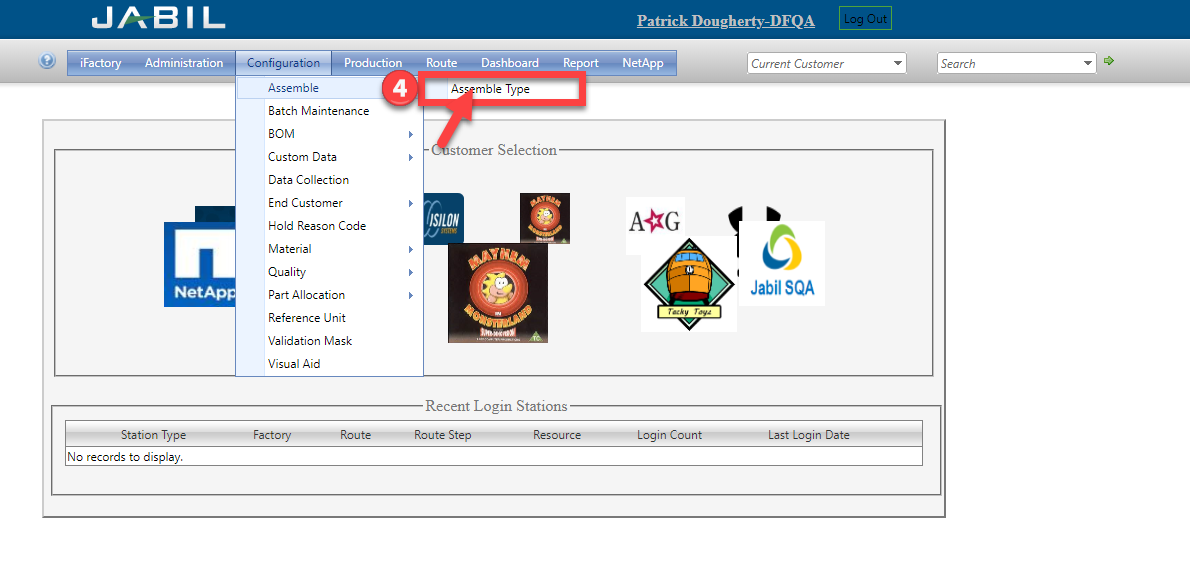 JABIL
Patrick Dougherty-DFQA
Log Out
iFactory Administration Configuration Production Route Dashboard Report NetApp
Current Customer
Search
Assemble
4
Assemble Type
Batch Maintenance
BOM
Custom Data
Data Collection
End Customer
Hold Reason Code
Material
Quality
Part Allocation
Reference Unit
Validation Mask
Visual Aid
Customer Selection
NetApp
ISILON
SYSTEMS
MAYHEM
IN
MONSTERLAND
MAYHEM
IN
MONSTERLAND
A G
Tacky Toys
Jabil SQA
Recent Login Stations
Station Type Factory Route Route Step Resource Login Count Last Login Date
No records to display.